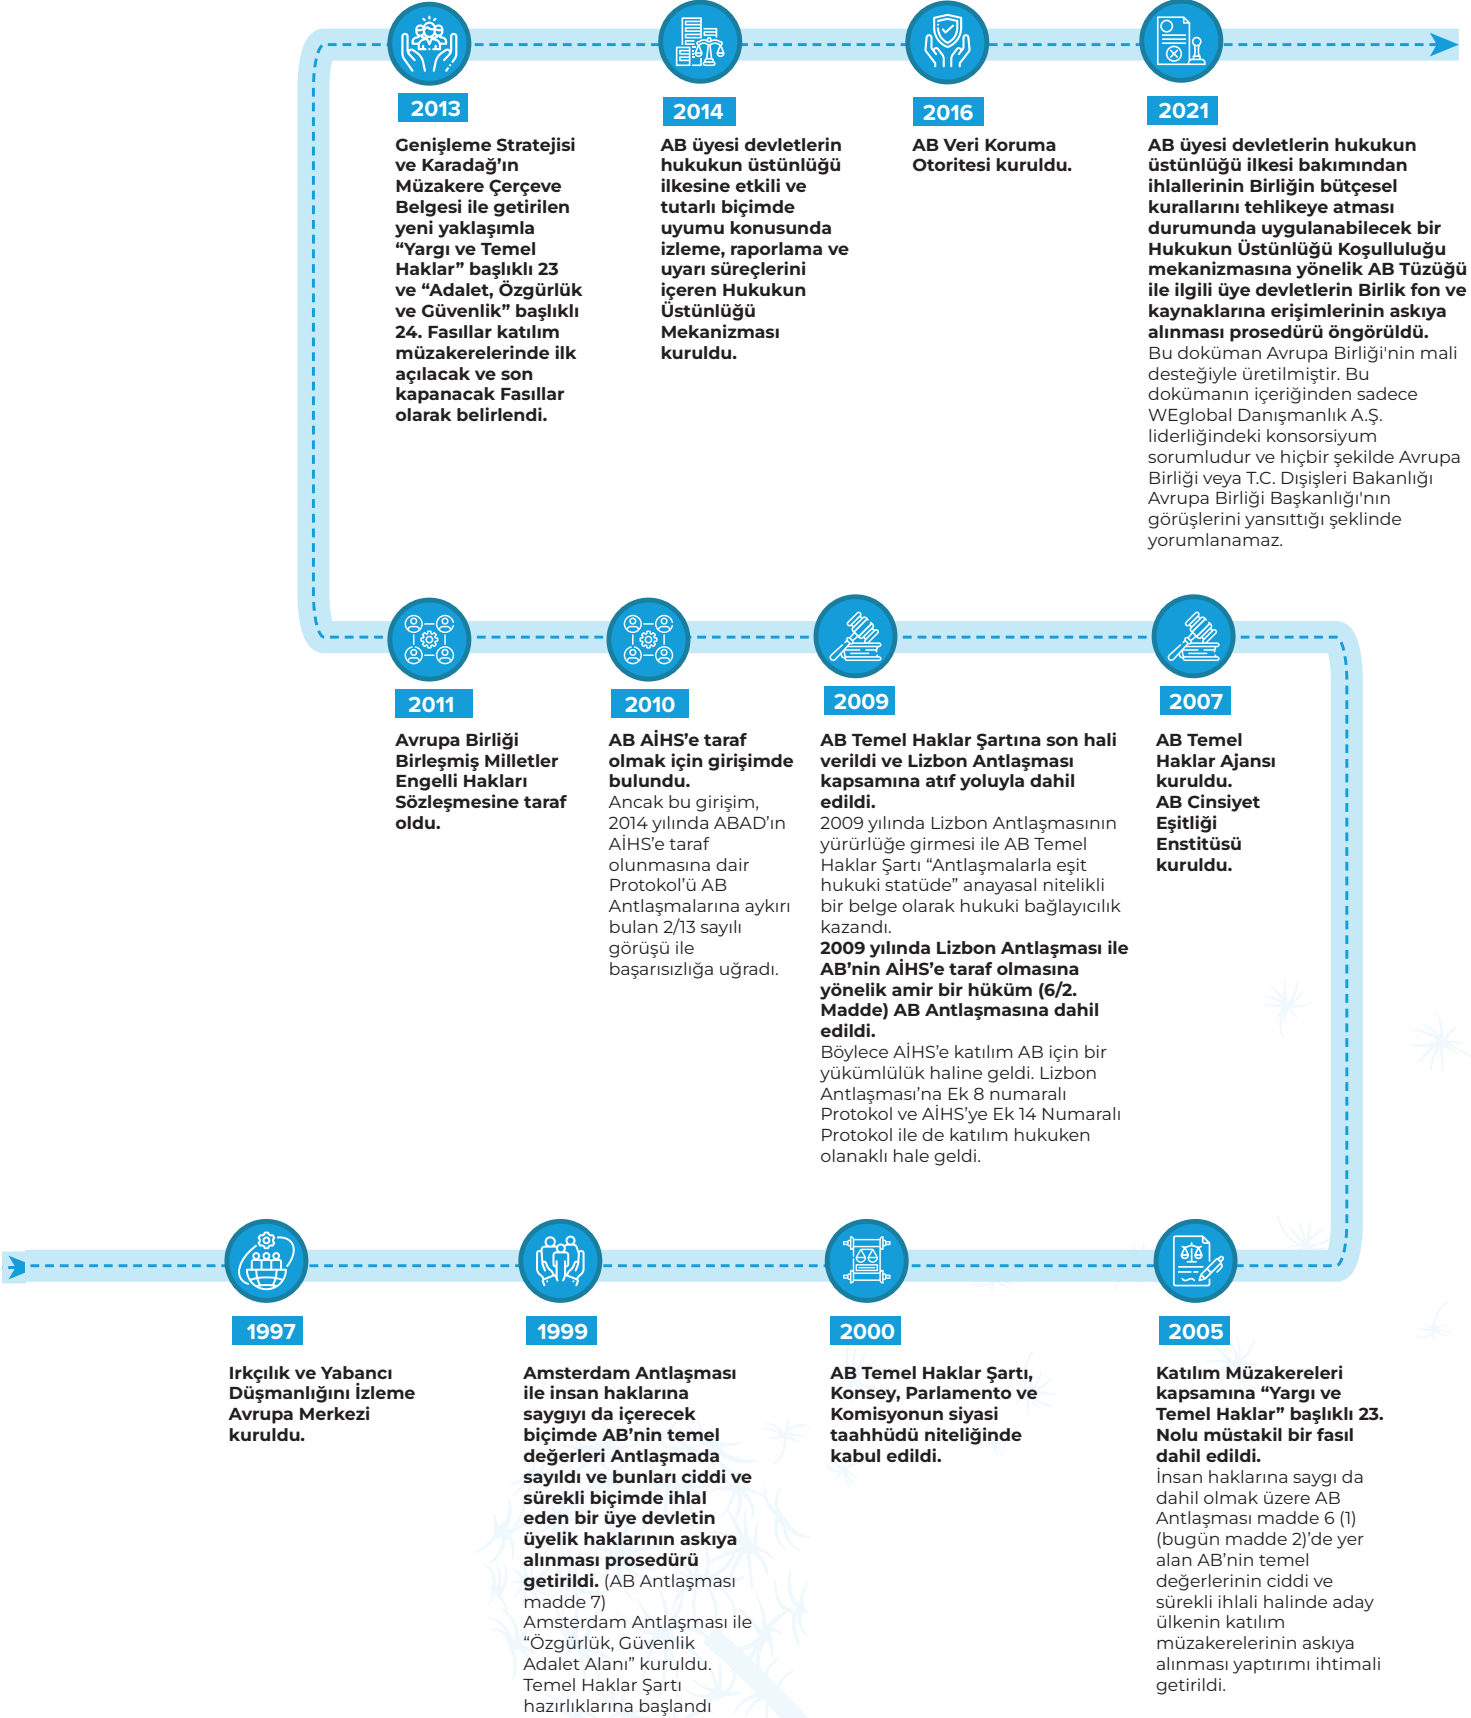 2013
Genişleme Stratejisi
ve Karadağ’ın
Müzakere Çerçeve
Belgesi ile getirilen
yeni yaklaşımla
“Yargı ve Temel
Haklar” başlıklı 23
ve “Adalet, Özgürlük
ve Güvenlik” başlıklı
24. Fasıllar katılım
müzakerelerinde ilk
açılacak ve son
kapanacak Fasıllar
olarak belirlendi.
2014
AB üyesi devletlerin
hukukun üstünlüğü
ilkesine etkili ve
tutarlı biçimde
uyumu konusunda
izleme, raporlama ve
uyarı süreçlerini
içeren Hukukun
Üstünlüğü
Mekanizması
kuruldu.
2016
AB Veri Koruma
Otoritesi kuruldu.
2021
AB üyesi devletlerin hukukun
üstünlüğü ilkesi bakımından
ihlallerinin Birliğin bütçesel
kurallarını tehlikeye atması
durumunda uygulanabilecek bir
Hukukun Üstünlüğü Koşulluluğu
mekanizmasına yönelik AB Tüzüğü
ile ilgili üye devletlerin Birlik fon ve
kaynaklarına erişimlerinin askıya
alınması prosedürü öngörüldü.
Bu doküman Avrupa Birliği'nin mali
desteğiyle üretilmiştir. Bu
dokümanın içeriğinden sadece
WEglobal Danışmanlık A.Ş.
liderliğindeki konsorsiyum
sorumludur ve hiçbir şekilde Avrupa
Birliği veya T.C. Dışişleri Bakanlığı
Avrupa Birliği Başkanlığı'nın
görüşlerini yansıttığı şeklinde
yorumlanamaz.
2011
Avrupa Birliği
Birleşmiş Milletler
Engelli Hakları
Sözleşmesine taraf
oldu.
2010
AB AİHS’e taraf
olmak için girişimde
bulundu.
Ancak bu girişim,
2014 yılında ABAD’ın
AİHS’e taraf
olunmasına dair
Protokol’ü AB
Antlaşmalarına aykırı
bulan 2/13 sayılı
görüşü ile
başarısızlığa uğradı.
2009
AB Temel Haklar Şartına son hali
verildi ve Lizbon Antlaşması
kapsamına atıf yoluyla dahil
edildi.
2009 yılında Lizbon Antlaşmasının
yürürlüğe girmesi ile AB Temel
Haklar Şartı “Antlaşmalarla eşit
hukuki statüde” anayasal nitelikli
bir belge olarak hukuki bağlayıcılık
kazandı.
2009 yılında Lizbon Antlaşması ile
AB’nin AİHS’e taraf olmasına
yönelik amir bir hüküm (6/2.
Madde) AB Antlaşmasına dahil
edildi.
Böylece AİHS’e katılım AB için bir
yükümlülük haline geldi. Lizbon
Antlaşması’na Ek 8 numaralı
Protokol ve AİHS’ye Ek 14 Numaralı
Protokol ile de katılım hukuken
olanaklı hale geldi.
2007
AB Temel
Haklar Ajansı
kuruldu.
AB Cinsiyet
Eşitliği
Enstitüsü
kuruldu.
1997
Irkçılık ve Yabancı
Düşmanlığını İzleme
Avrupa Merkezi
kuruldu.
1999
Amsterdam Antlaşması
ile insan haklarına
saygıyı da içerecek
biçimde AB’nin temel
değerleri Antlaşmada
sayıldı ve bunları ciddi ve
sürekli biçimde ihlal
eden bir üye devletin
üyelik haklarının askıya
alınması prosedürü
getirildi. (AB Antlaşması
madde 7)
Amsterdam Antlaşması ile
“Özgürlük, Güvenlik
Adalet Alanı” kuruldu.
Temel Haklar Şartı
hazırlıklarına başlandı
2000
AB Temel Haklar Şartı,
Konsey, Parlamento ve
Komisyonun siyasi
taahhüdü niteliğinde
kabul edildi.
2005
Katılım Müzakereleri
kapsamına “Yargı ve
Temel Haklar” başlıklı 23.
Nolu müstakil bir fasıl
dahil edildi.
İnsan haklarına saygı da
dahil olmak üzere AB
Antlaşması madde 6 (1)
(bugün madde 2)’de yer
alan AB’nin temel
değerlerinin ciddi ve
sürekli ihlali halinde aday
ülkenin katılım
müzakerelerinin askıya
alınması yaptırımı ihtimali
getirildi.